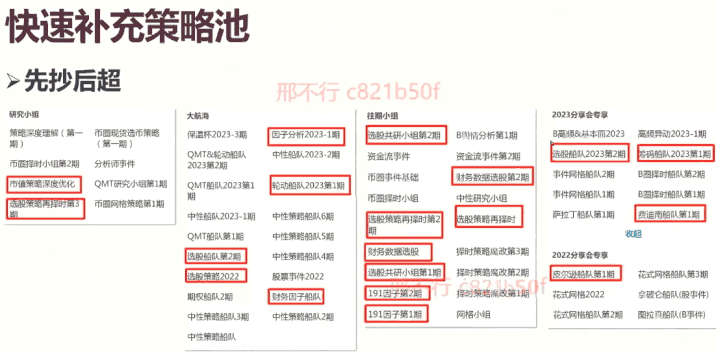 快速补充策略池
➢先抄后超
邢不行 c821b50f
研究小组
策略深度理解（第一期）
币圈现货选币策略（第一期）
币圈择时小组第2期
分析师事件
市值策略深度优化
QMT研究小组第1期
选股策略再择时第3期
币圈网格策略第1期
大航海
保温杯2023-3期
因子分析2023-1期
QMT&轮动船队2023第2期
中性船队2023-2期
QMT船队2023第1期
轮动船队2023第1期
中性船队2023-1期
中性策略船队6期
QMT船队第1期
中性策略船队5期
选股船队第2期
中性策略船队4期
选股策略2022
股票事件2022
期权船队2期
财务因子船队
中性策略船队3期
中性策略船队2期
中性策略船队
往期小组
选股共研小组第2期
B舆情分析第1期
资金流事件
资金流事件第2期
币圈事件基础
财务数据选股第2期
币圈择时小组
中性研究小组
选股策略再择时第2期
选股策略再择时
财务数据选股
择时策略魔改第3期
选股共研小组第1期
择时策略魔改第2期
191因子第2期
择时策略魔改第1期
191因子第1期
网格小组
邢不行 c821b50f
2023分享会专享
B高频&基本面2023
高频异动2023-1期
选股船队2023第2期
筹码船队2023第1期
事件网格船队2期
B圈择时船队第2期
事件网格船队1期
B圈择时船队第1期
萨拉丁船队第1期
费迪南船队第1期
收起
2022分享会专享
皮尔逊船队第1期
花式网格船队第3期
花式网格2022
拿破仑船队(股事件)
花式网格船队第2期
图拉真船队(B事件)